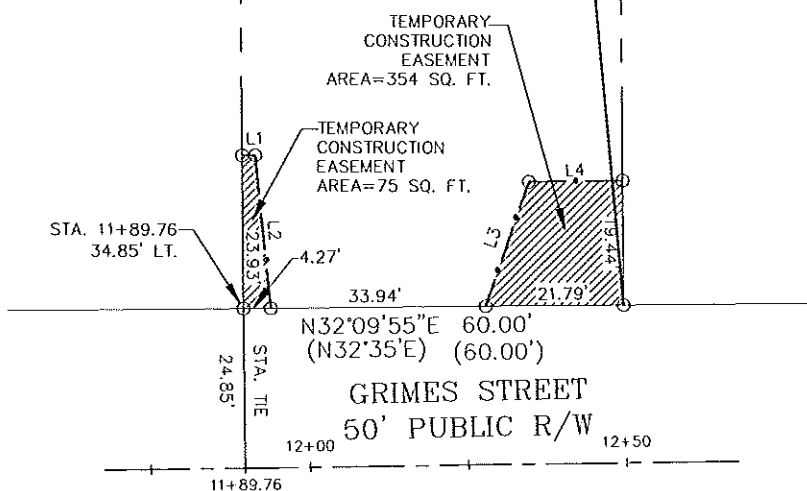 TEMPORARY
CONSTRUCTION
EASEMENT
AREA=354 SQ. FT.
L1
TEMPORARY
CONSTRUCTION
EASEMENT
AREA=75 SQ. FT.
L4
STA. 11+89.76
34.85' LT.
23.93'
L2
4.27'
L3
19.44'
33.94'
21.79'
N32°09'55"E 60.00'
(N32°35'E) (60.00')
24.85'
STA. TIE
GRIMES STREET
50' PUBLIC R/W
12+00
12+50
11+89.76